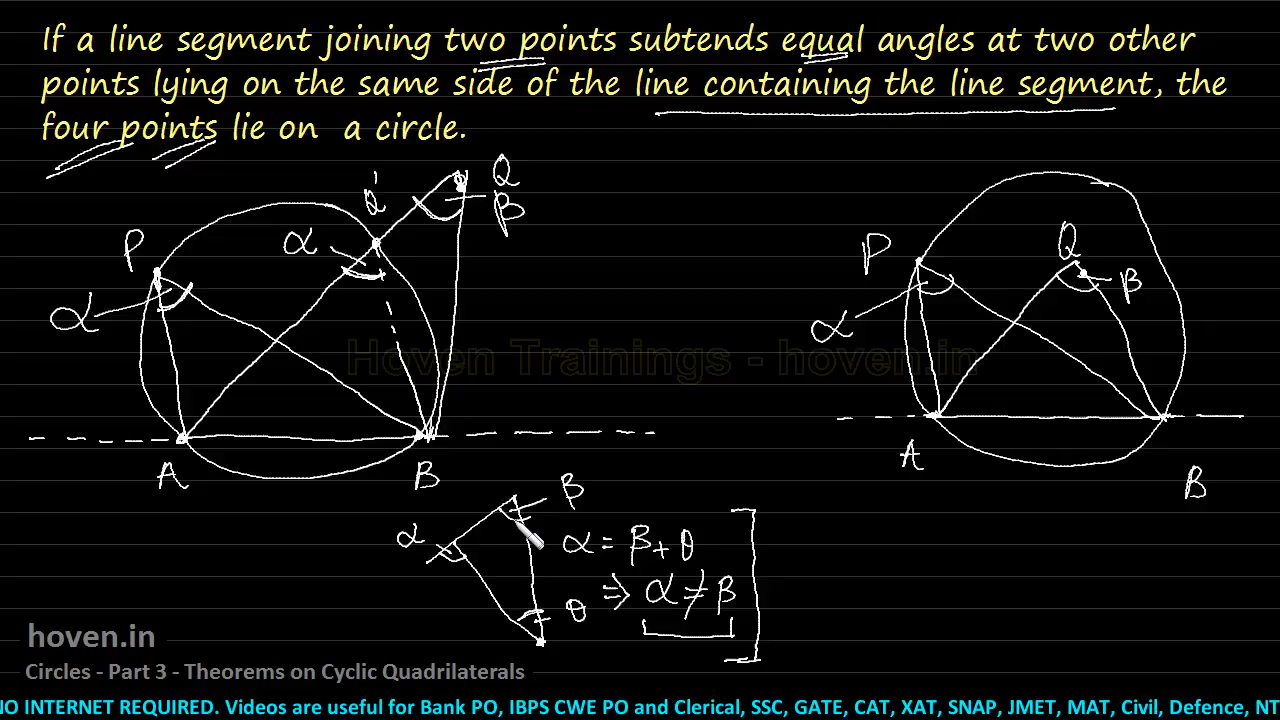 If a line segment joining two points subtends equal angles at two other
points lying on the same side of the line containing the line segment, the
four points lie on a circle.
Q' Q
β
P α
α
A B
P Q
β
α
A B
β
α α = β + θ
θ ⇒ α ≠ β
Hoven Trainings - hoven.in
hoven.in
Circles - Part 3 - Theorems on Cyclic Quadrilaterals
NO INTERNET REQUIRED. Videos are useful for Bank PO, IBPS CWE PO and Clerical, SSC, GATE, CAT, XAT, SNAP, JMET, MAT, Civil, Defence, NT